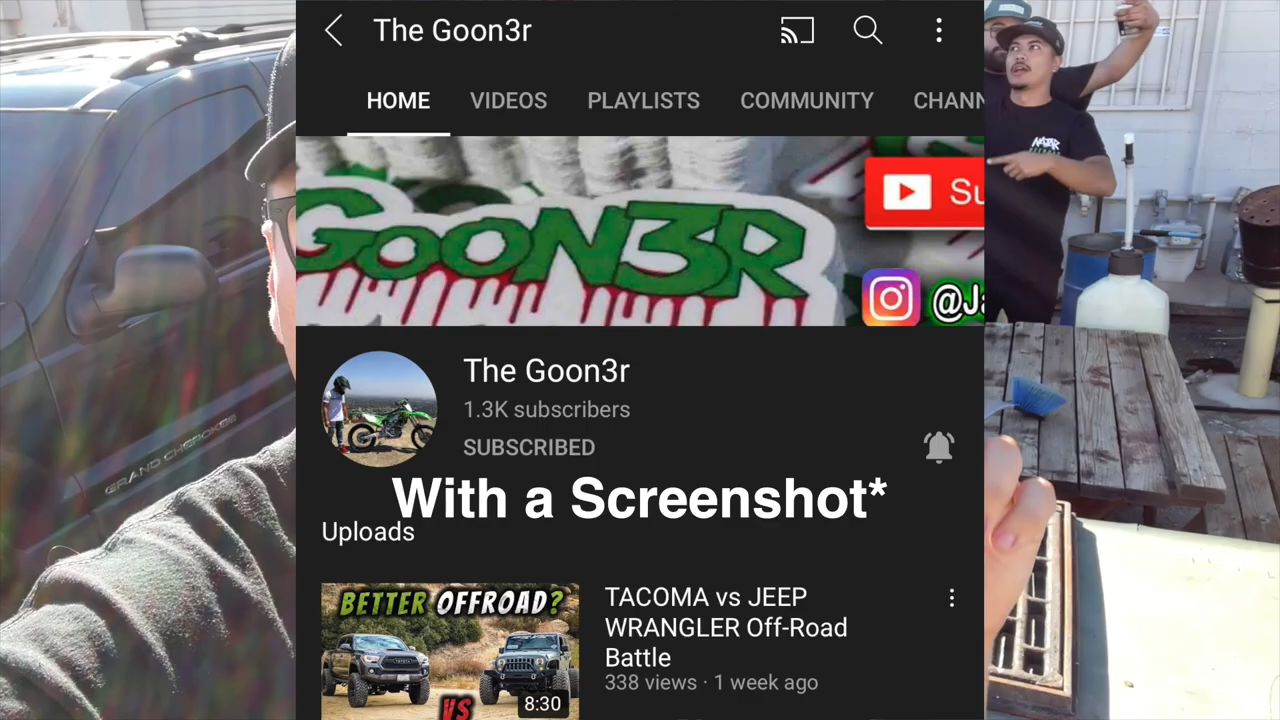 The Goon3r
HOME VIDEOS PLAYLISTS COMMUNITY CHANN
GOON3R
Su
@Ja
The Goon3r
1.3K subscribers
SUBSCRIBED
With a Screenshot*
Uploads
BETTER OFFROAD?
VS
8:30
TACOMA vs JEEP
WRANGLER Off-Road
Battle
338 views · 1 week ago
GRAND CHEROKEE